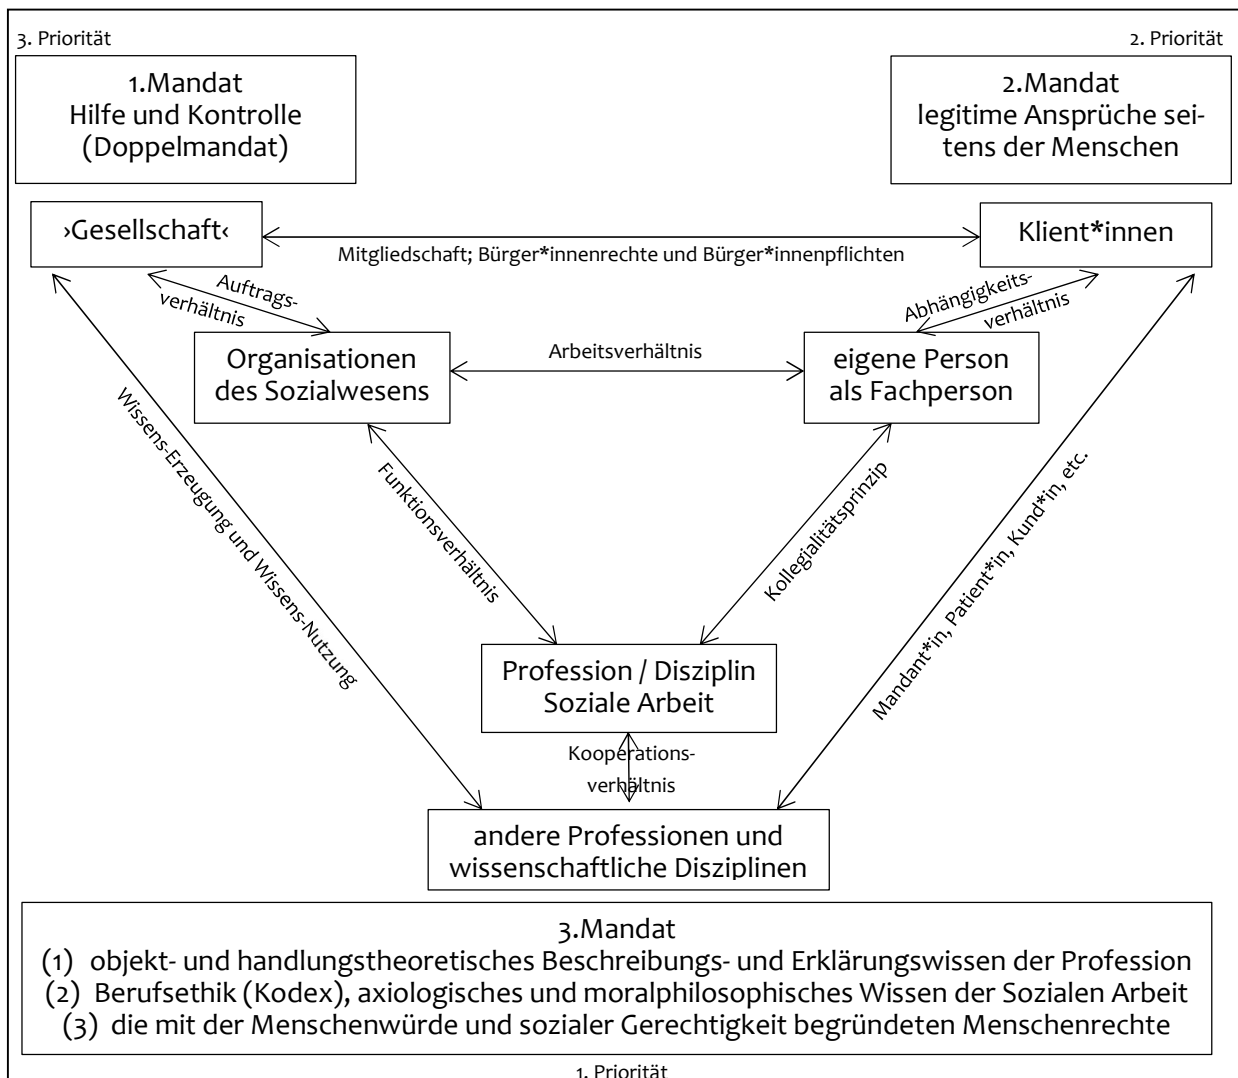 3. Priorität
2. Priorität
1.Mandat
Hilfe und Kontrolle
(Doppelmandat)
2.Mandat
legitime Ansprüche sei-
tens der Menschen
›Gesellschaft‹
Klient*innen
Mitgliedschaft; Bürger*innenrechte und Bürger*innenpflichten
Auftrags-
verhältnis
Abhängigkeits-
verhältnis
Organisationen
des Sozialwesens
Arbeitsverhältnis
eigene Person
als Fachperson
Wissens-Erzeugung und Wissens-Nutzung
Funktionsverhältnis
Kollegialitätsprinzip
Mandant*in, Patient*in, Kund*in, etc.
Profession / Disziplin
Soziale Arbeit
Kooperations-
verhältnis
andere Professionen und
wissenschaftliche Disziplinen
3.Mandat
(1) objekt- und handlungstheoretisches Beschreibungs- und Erklärungswissen der Profession
(2) Berufsethik (Kodex), axiologisches und moralphilosophisches Wissen der Sozialen Arbeit
(3) die mit der Menschenwürde und sozialer Gerechtigkeit begründeten Menschenrechte
1. Priorität